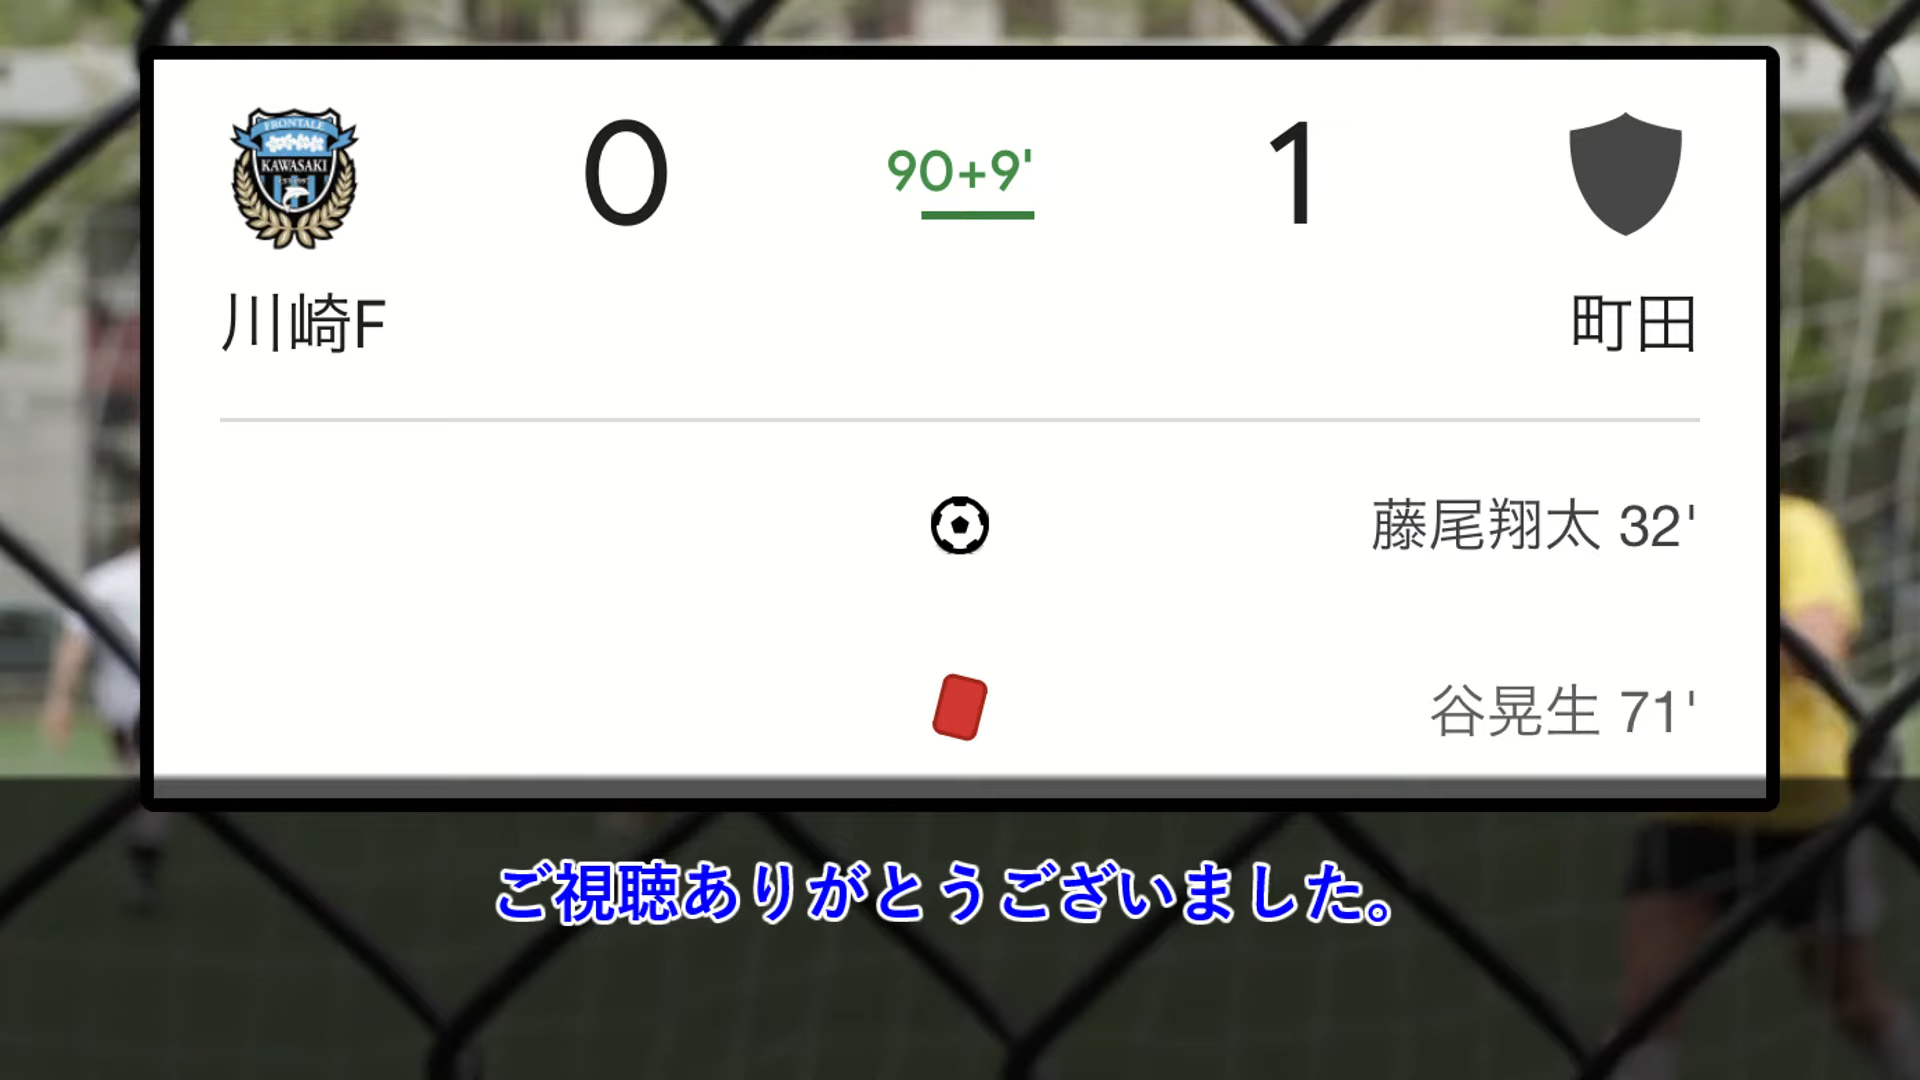 FRONTALE
KAWASAKI
0
90+9'
1
川崎F
町田
藤尾翔太 32'
谷晃生 71'
ご視聴ありがとうございました。